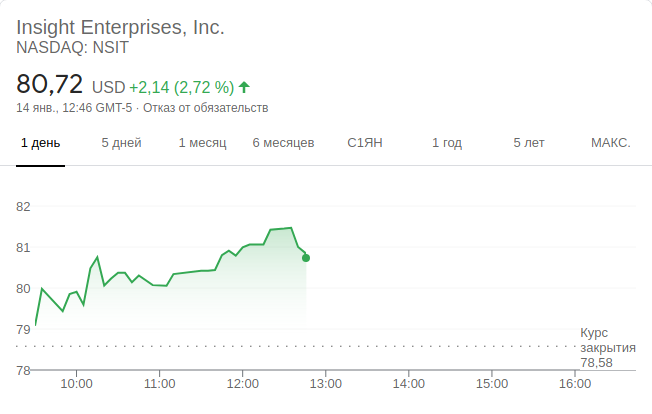 Insight Enterprises, Inc.
NASDAQ: NSIT
80,72 USD +2,14 (2,72 %)
14 янв., 12:46 GMT-5 · Отказ от обязательств
1 день 5 дней 1 месяц 6 месяцев С1ЯН 1 год 5 лет МАКС.
82
81
80
79
Курс
закрытия
78,58
78
10:00 11:00 12:00 13:00 14:00 15:00 16:00